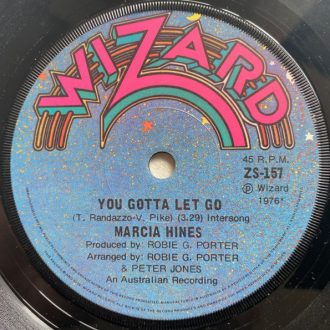 WIZARD
45 R.P.M.
ZS-157
℗ Wizard
1976*
YOU GOTTA LET GO
(T. Randazzo-V. Pike) (3.29) Intersong
MARCIA HINES
Produced by: ROBIE G. PORTER
Arranged by: ROBIE G. PORTER
& PETER JONES
An Australian Recording